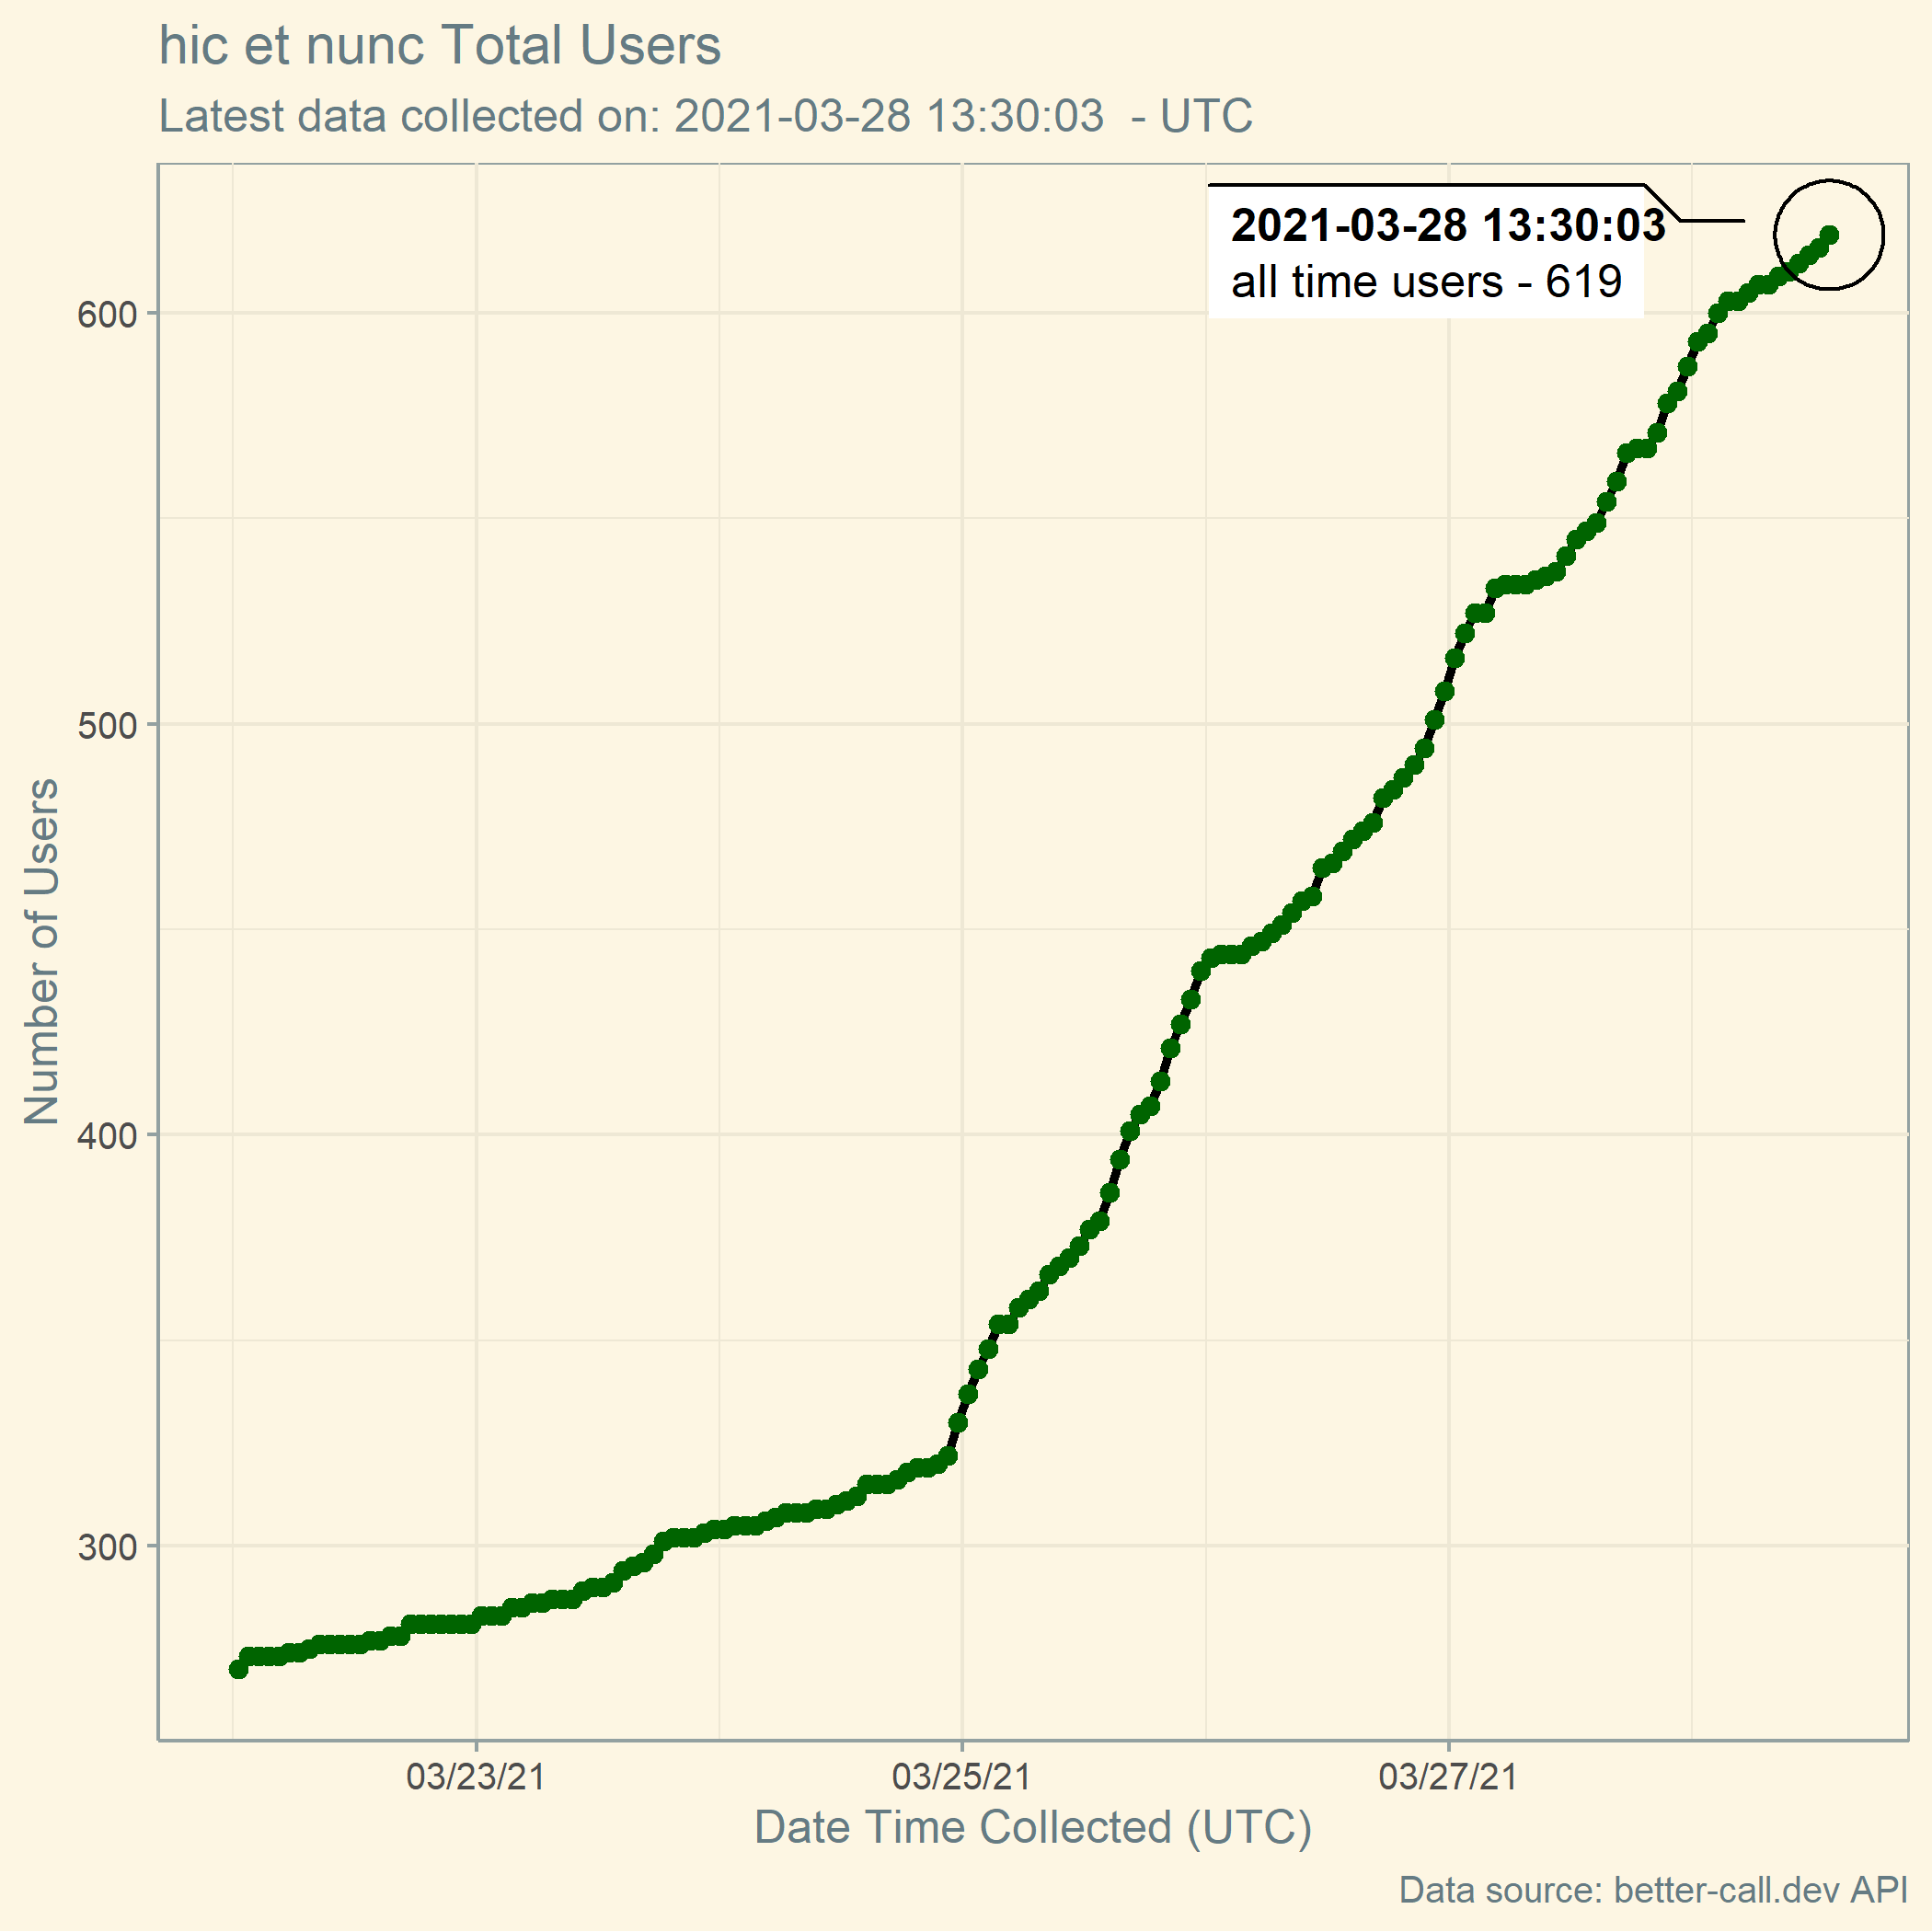 hic et nunc Total Users
Latest data collected on: 2021-03-28 13:30:03  - UTC
2021-03-28 13:30:03
all time users - 619
600
500
400
300
Number of Users
03/23/21
03/25/21
03/27/21
Date Time Collected (UTC)
Data source: better-call.dev API